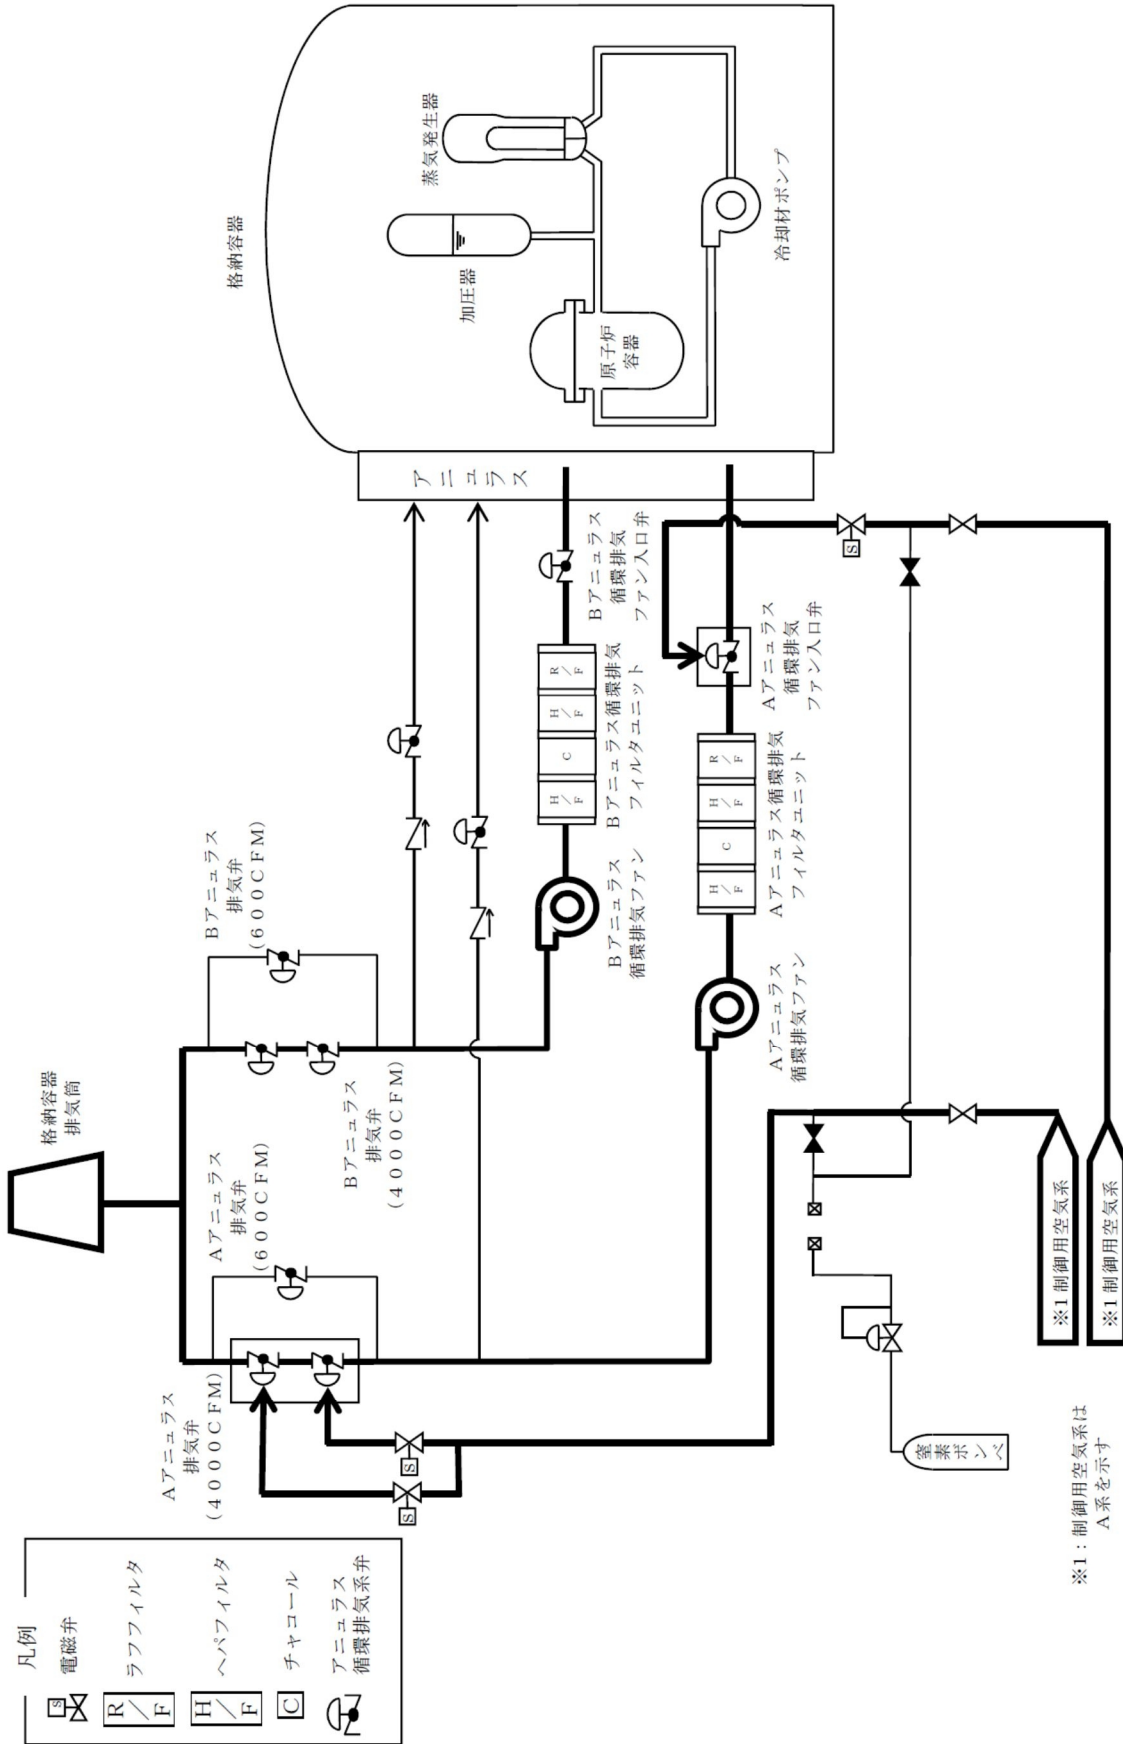 凡例
電磁弁
S
R/F
ラフフィルタ
H/F
ヘパフィルタ
C
チャコール
アニュラス
循環排気系弁
格納容器
排気筒
Aアニュラス
排気弁
(4000CFM)
Aアニュラス
排気弁
(600CFM)
Bアニュラス
排気弁
(4000CFM)
Bアニュラス
排気弁
(600CFM)
S
S
格納容器
蒸気発生器
加圧器
原子炉
容器
冷却材ポンプ
アニュラス
Bアニュラス
循環排気ファン
H/F
C
H/F
R/F
Bアニュラス循環排気
フィルタユニット
Bアニュラス
循環排気
ファン入口弁
Aアニュラス
循環排気ファン
H/F
C
H/F
R/F
Aアニュラス循環排気
フィルタユニット
Aアニュラス
循環排気
ファン入口弁
S
窒素ボンベ
※1 制御用空気系
※1 制御用空気系
※1：制御用空気系は
A系を示す